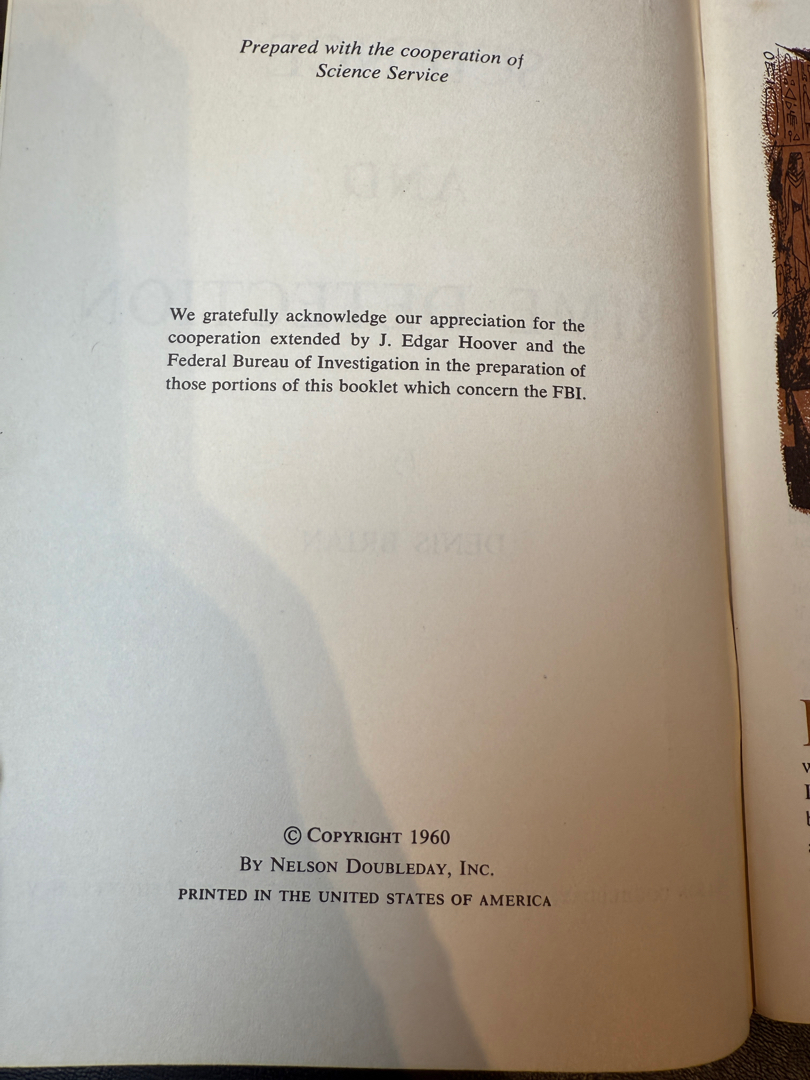 Prepared with the cooperation of
Science Service
We gratefully acknowledge our appreciation for the
cooperation extended by J. Edgar Hoover and the
Federal Bureau of Investigation in the preparation of
those portions of this booklet which concern the FBI.
© COPYRIGHT 1960
BY NELSON DOUBLEDAY, INC.
PRINTED IN THE UNITED STATES OF AMERICA